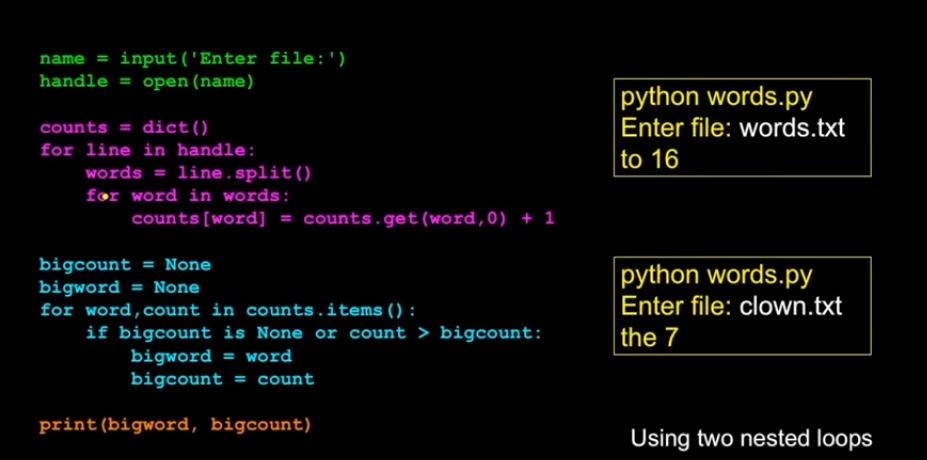 name = input('Enter file:')
handle = open(name)
counts = dict()
for line in handle:
    words = line.split()
    for word in words:
        counts[word] = counts.get(word,0) + 1
bigcount = None
bigword = None
for word,count in counts.items():
    if bigcount is None or count > bigcount:
        bigword = word
        bigcount = count
print(bigword, bigcount)
python words.py
Enter file: words.txt
to 16
python words.py
Enter file: clown.txt
the 7
Using two nested loops